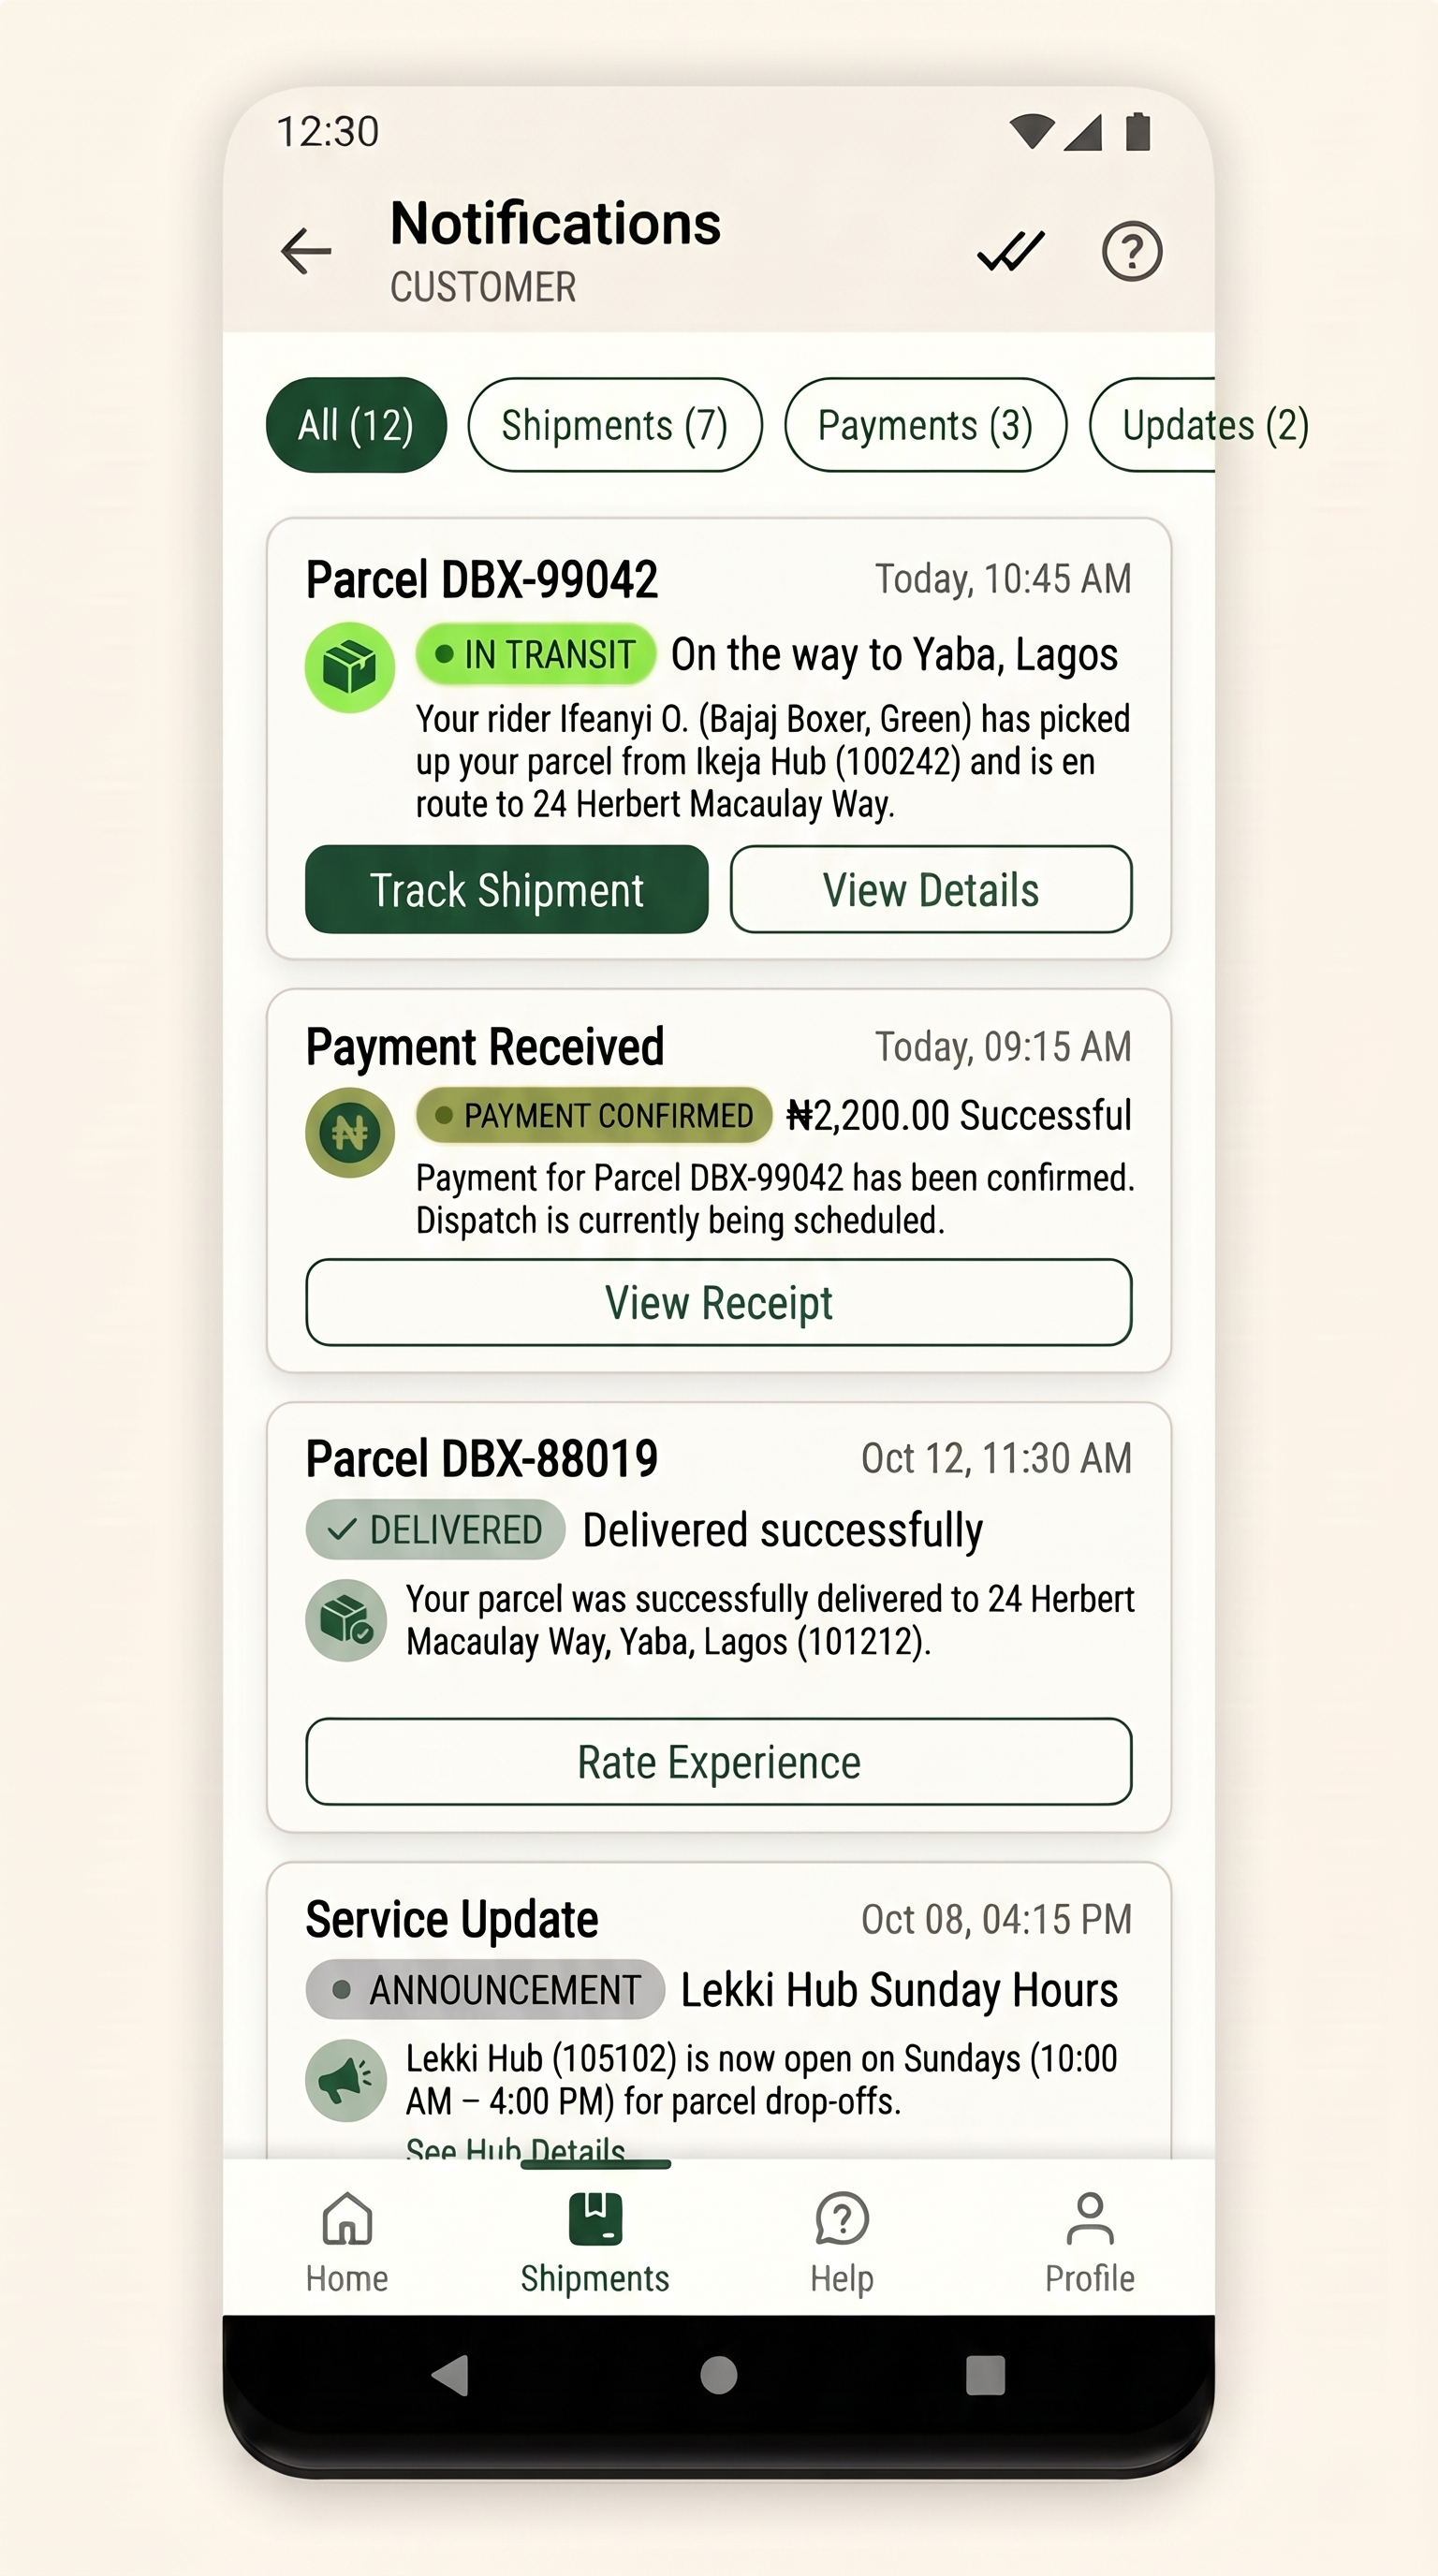 12:30
Notifications
CUSTOMER
All (12)
Shipments (7)
Payments (3)
Updates (2)
Parcel DBX-99042
Today, 10:45 AM
IN TRANSIT
On the way to Yaba, Lagos
Your rider Ifeanyi O. (Bajaj Boxer, Green) has picked
up your parcel from Ikeja Hub (100242) and is en
route to 24 Herbert Macaulay Way.
Track Shipment
View Details
Payment Received
Today, 09:15 AM
₦
PAYMENT CONFIRMED
₦2,200.00 Successful
Payment for Parcel DBX-99042 has been confirmed.
Dispatch is currently being scheduled.
View Receipt
Parcel DBX-88019
Oct 12, 11:30 AM
DELIVERED
Delivered successfully
Your parcel was successfully delivered to 24 Herbert
Macaulay Way, Yaba, Lagos (101212).
Rate Experience
Service Update
Oct 08, 04:15 PM
ANNOUNCEMENT
Lekki Hub Sunday Hours
Lekki Hub (105102) is now open on Sundays (10:00
AM – 4:00 PM) for parcel drop-offs.
See Hub Details
Home
Shipments
Help
Profile